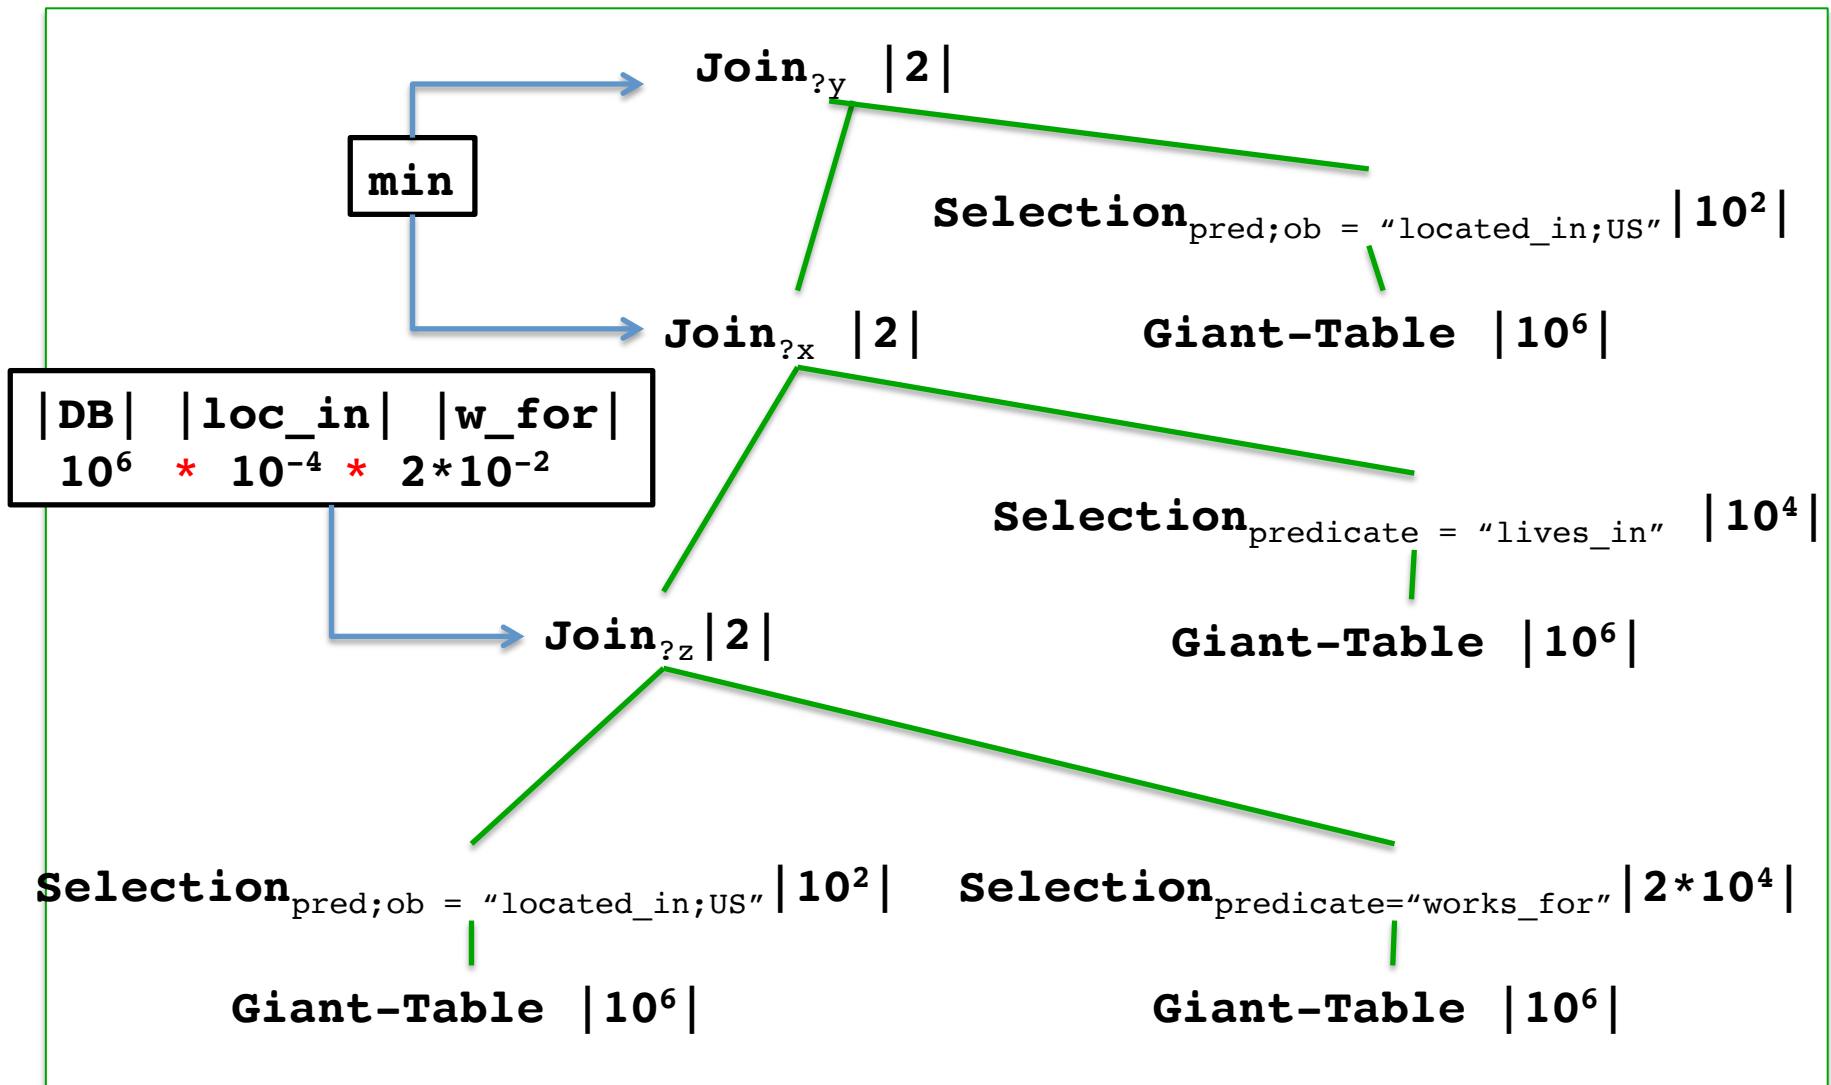 Join?y |2|
min
Selectionpred;ob = “located_in;US”|10²|
Join?x |2|
Giant-Table |10⁶|
|DB| |loc_in| |w_for|
10⁶ * 10⁻⁴ * 2*10⁻²
Selectionpredicate = “lives_in” |10⁴|
Join?z|2|
Giant-Table |10⁶|
Selectionpred;ob = “located_in;US”|10²|
Selectionpredicate=“works_for”|2*10⁴|
Giant-Table |10⁶|
Giant-Table |10⁶|